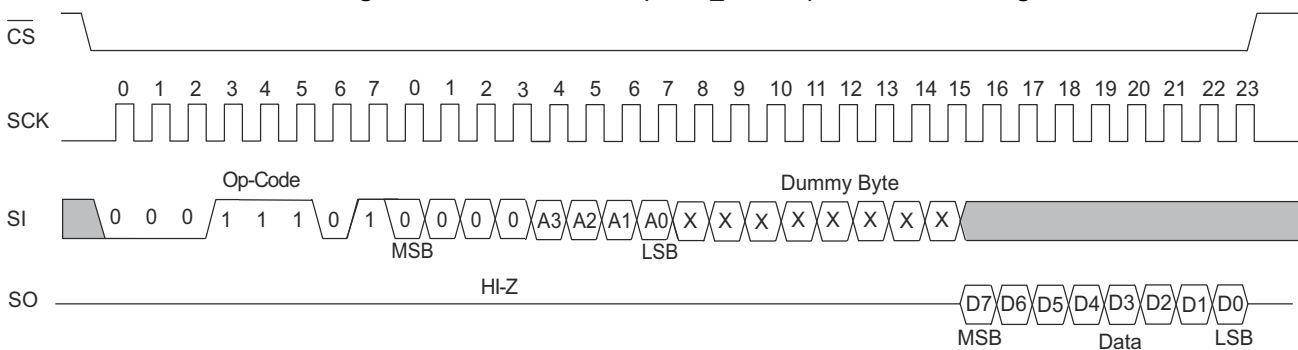 CS
0 1 2 3 4 5 6 7 0 1 2 3 4 5 6 7 8 9 10 11 12 13 14 15 16 17 18 19 20 21 22 23
SCK
Op-Code
Dummy Byte
SI 0 0 0 1 1 1 0 1 0 0 0 0 A3 A2 A1 A0 X X X X X X X X
MSB LSB
HI-Z
SO D7 D6 D5 D4 D3 D2 D1 D0
MSB Data LSB